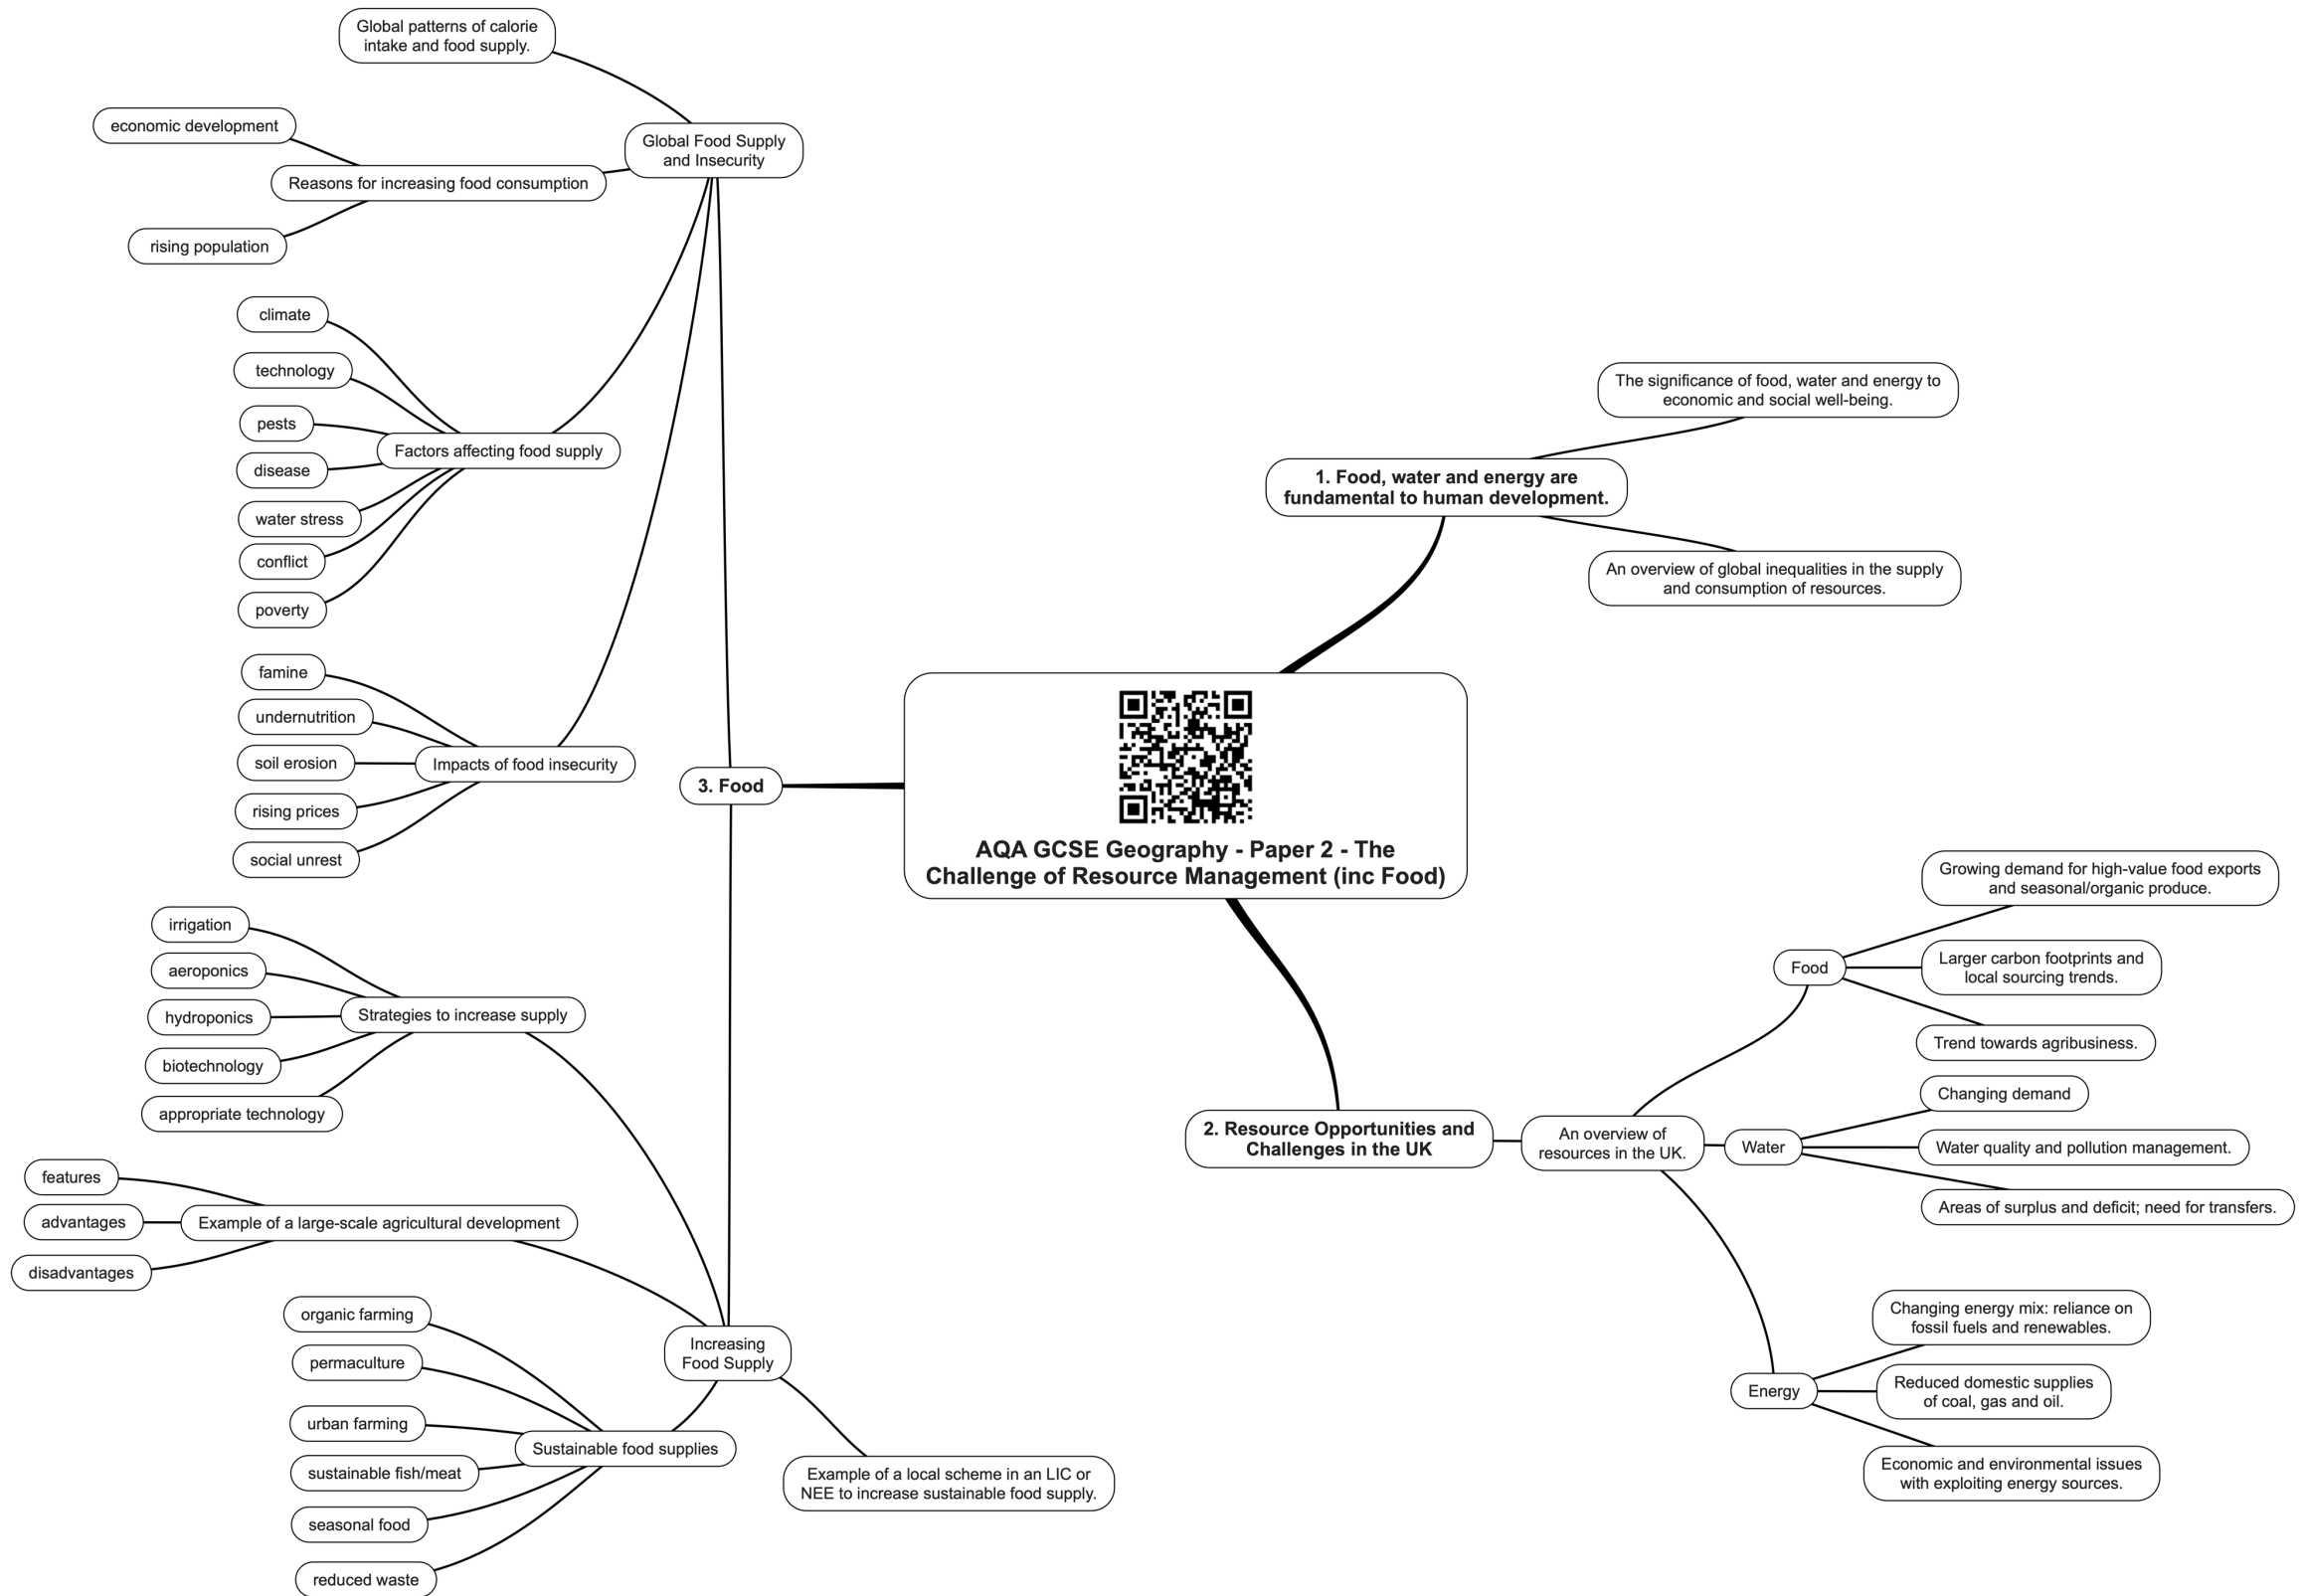 AQA GCSE Geography - Paper 2 - The
Challenge of Resource Management (inc Food)
1. Food, water and energy are
fundamental to human development.
The significance of food, water and energy to
economic and social well-being.
An overview of global inequalities in the supply
and consumption of resources.
2. Resource Opportunities and
Challenges in the UK
An overview of
resources in the UK.
Food
Growing demand for high-value food exports
and seasonal/organic produce.
Larger carbon footprints and
local sourcing trends.
Trend towards agribusiness.
Water
Changing demand
Water quality and pollution management.
Areas of surplus and deficit; need for transfers.
Energy
Changing energy mix: reliance on
fossil fuels and renewables.
Reduced domestic supplies
of coal, gas and oil.
Economic and environmental issues
with exploiting energy sources.
3. Food
Global Food Supply
and Insecurity
Global patterns of calorie
intake and food supply.
Reasons for increasing food consumption
economic development
rising population
Factors affecting food supply
climate
technology
pests
disease
water stress
conflict
poverty
Impacts of food insecurity
famine
undernutrition
soil erosion
rising prices
social unrest
Increasing
Food Supply
Strategies to increase supply
irrigation
aeroponics
hydroponics
biotechnology
appropriate technology
Example of a large-scale agricultural development
features
advantages
disadvantages
Sustainable food supplies
organic farming
permaculture
urban farming
sustainable fish/meat
seasonal food
reduced waste
Example of a local scheme in an LIC or
NEE to increase sustainable food supply.